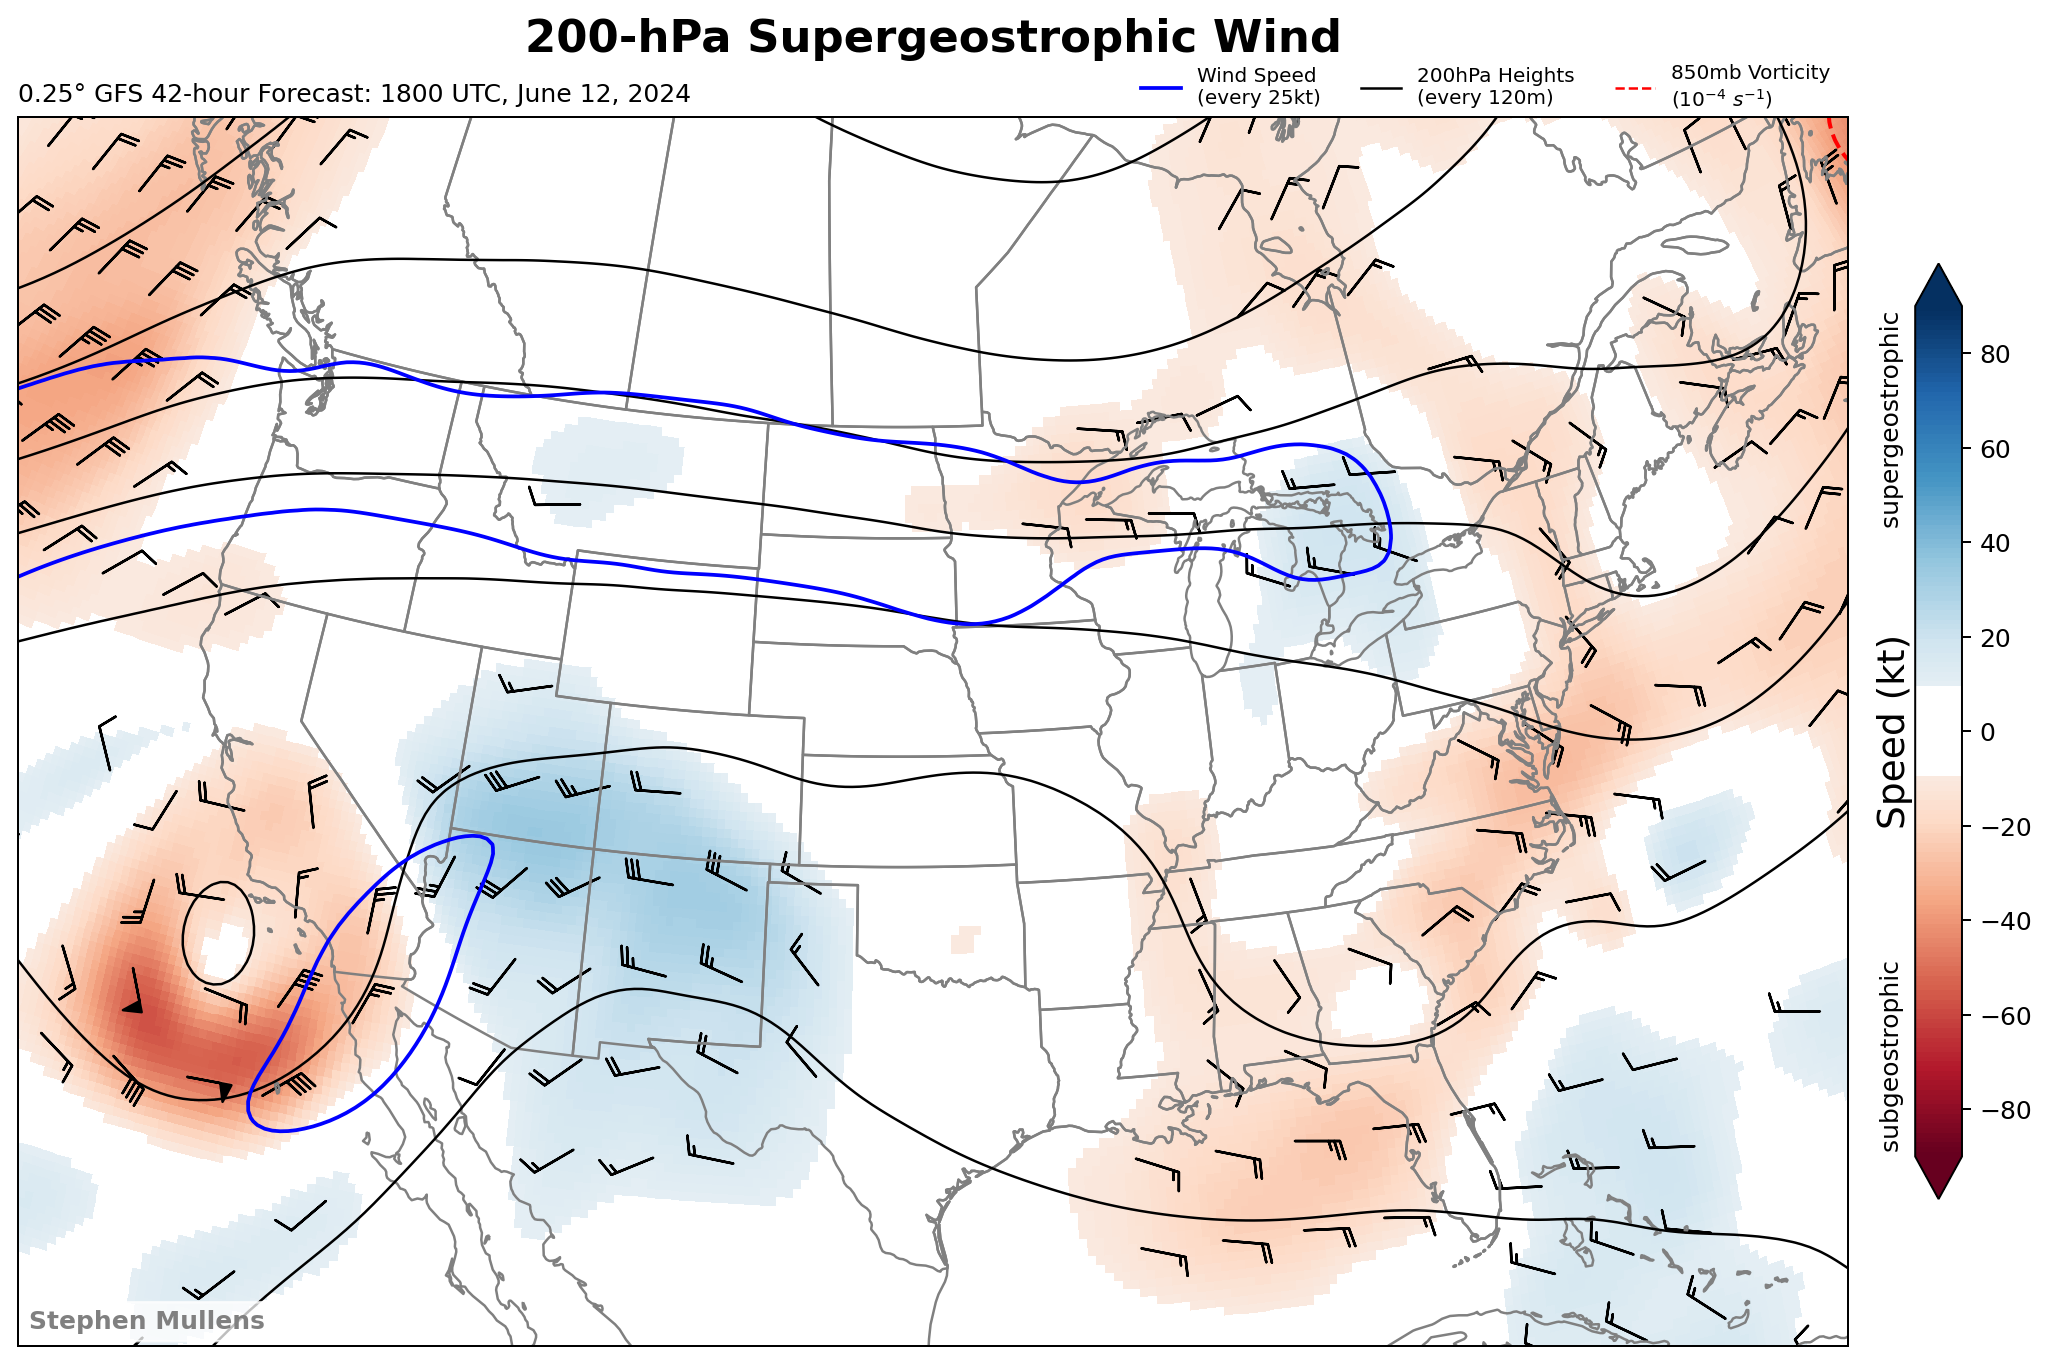 200-hPa Supergeostrophic Wind
0.25° GFS 42-hour Forecast: 1800 UTC, June 12, 2024
Wind Speed
(every 25kt)
200hPa Heights
(every 120m)
850mb Vorticity
(10⁻⁴ s⁻¹)
supergeostrophic
Speed (kt)
subgeostrophic
80
60
40
20
0
−20
−40
−60
−80
Stephen Mullens